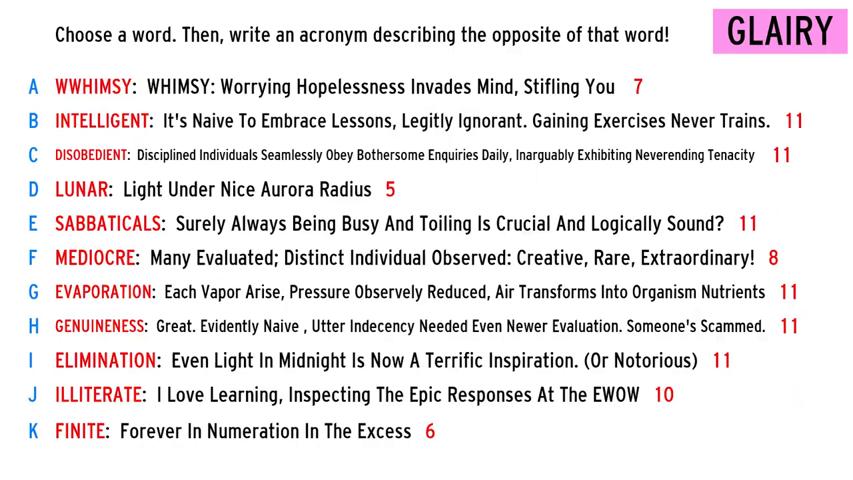 Choose a word. Then, write an acronym describing the opposite of that word!
GLAIRY
A WWHIMSY: WHIMSY: Worrying Hopelessness Invades Mind, Stifling You 7
B INTELLIGENT: It's Naive To Embrace Lessons, Legitly Ignorant. Gaining Exercises Never Trains. 11
C DISOBEDIENT: Disciplined Individuals Seamlessly Obey Bothersome Enquiries Daily, Inarguably Exhibiting Neverending Tenacity 11
D LUNAR: Light Under Nice Aurora Radius 5
E SABBATICALS: Surely Always Being Busy And Toiling Is Crucial And Logically Sound? 11
F MEDIOCRE: Many Evaluated; Distinct Individual Observed: Creative, Rare, Extraordinary! 8
G EVAPORATION: Each Vapor Arise, Pressure Observely Reduced, Air Transforms Into Organism Nutrients 11
H GENUINENESS: Great. Evidently Naive , Utter Indecency Needed Even Newer Evaluation. Someone's Scammed. 11
I ELIMINATION: Even Light In Midnight Is Now A Terrific Inspiration. (Or Notorious) 11
J ILLITERATE: I Love Learning, Inspecting The Epic Responses At The EWOW 10
K FINITE: Forever In Numeration In The Excess 6